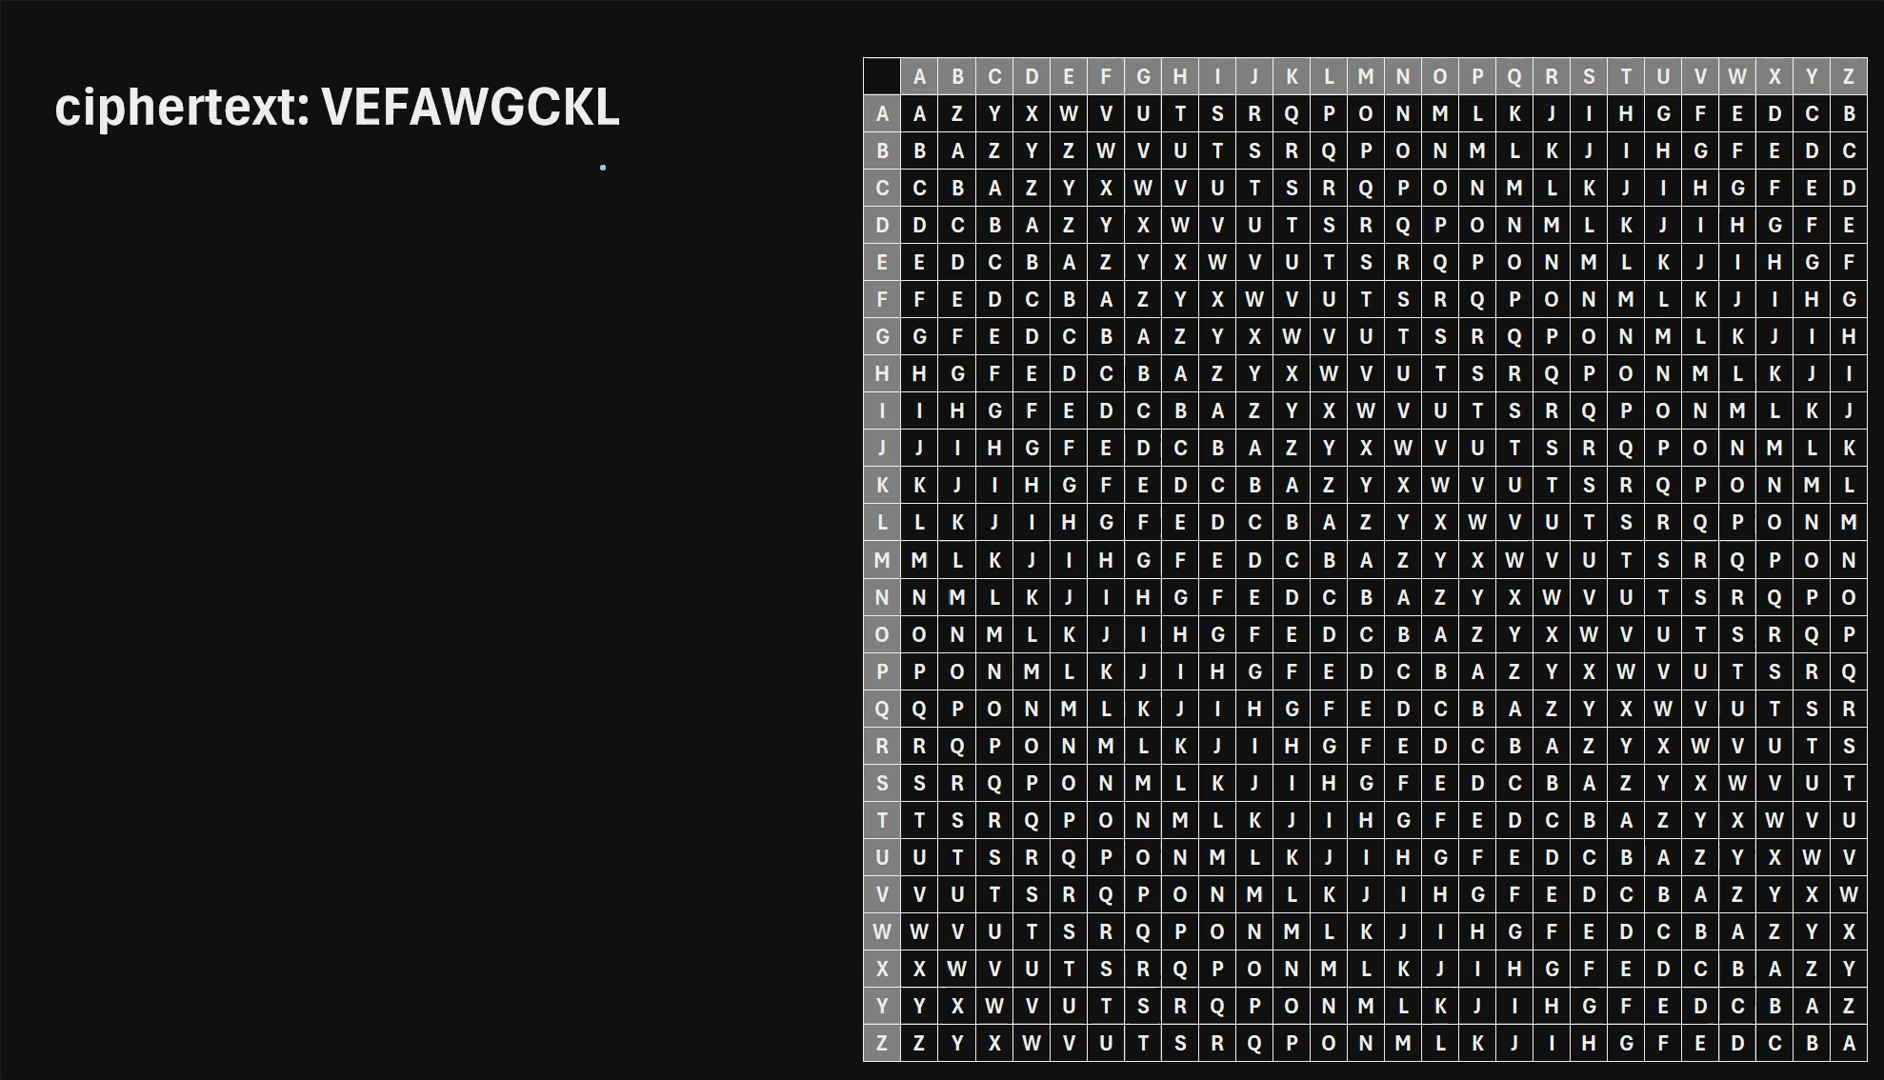 ciphertext: VEFAWGCKL
A B C D E F G H I J K L M N O P Q R S T U V W X Y Z
A A Z Y X W V U T S R Q P O N M L K J I H G F E D C B
B B A Z Y Z W V U T S R Q P O N M L K J I H G F E D C
C C B A Z Y X W V U T S R Q P O N M L K J I H G F E D
D D C B A Z Y X W V U T S R Q P O N M L K J I H G F E
E E D C B A Z Y X W V U T S R Q P O N M L K J I H G F
F F E D C B A Z Y X W V U T S R Q P O N M L K J I H G
G G F E D C B A Z Y X W V U T S R Q P O N M L K J I H
H H G F E D C B A Z Y X W V U T S R Q P O N M L K J I
I I H G F E D C B A Z Y X W V U T S R Q P O N M L K J
J J I H G F E D C B A Z Y X W V U T S R Q P O N M L K
K K J I H G F E D C B A Z Y X W V U T S R Q P O N M L
L L K J I H G F E D C B A Z Y X W V U T S R Q P O N M
M M L K J I H G F E D C B A Z Y X W V U T S R Q P O N
N N M L K J I H G F E D C B A Z Y X W V U T S R Q P O
O O N M L K J I H G F E D C B A Z Y X W V U T S R Q P
P P O N M L K J I H G F E D C B A Z Y X W V U T S R Q
Q Q P O N M L K J I H G F E D C B A Z Y X W V U T S R
R R Q P O N M L K J I H G F E D C B A Z Y X W V U T S
S S R Q P O N M L K J I H G F E D C B A Z Y X W V U T
T T S R Q P O N M L K J I H G F E D C B A Z Y X W V U
U U T S R Q P O N M L K J I H G F E D C B A Z Y X W V
V V U T S R Q P O N M L K J I H G F E D C B A Z Y X W
W W V U T S R Q P O N M L K J I H G F E D C B A Z Y X
X X W V U T S R Q P O N M L K J I H G F E D C B A Z Y
Y Y X W V U T S R Q P O N M L K J I H G F E D C B A Z
Z Z Y X W V U T S R Q P O N M L K J I H G F E D C B A